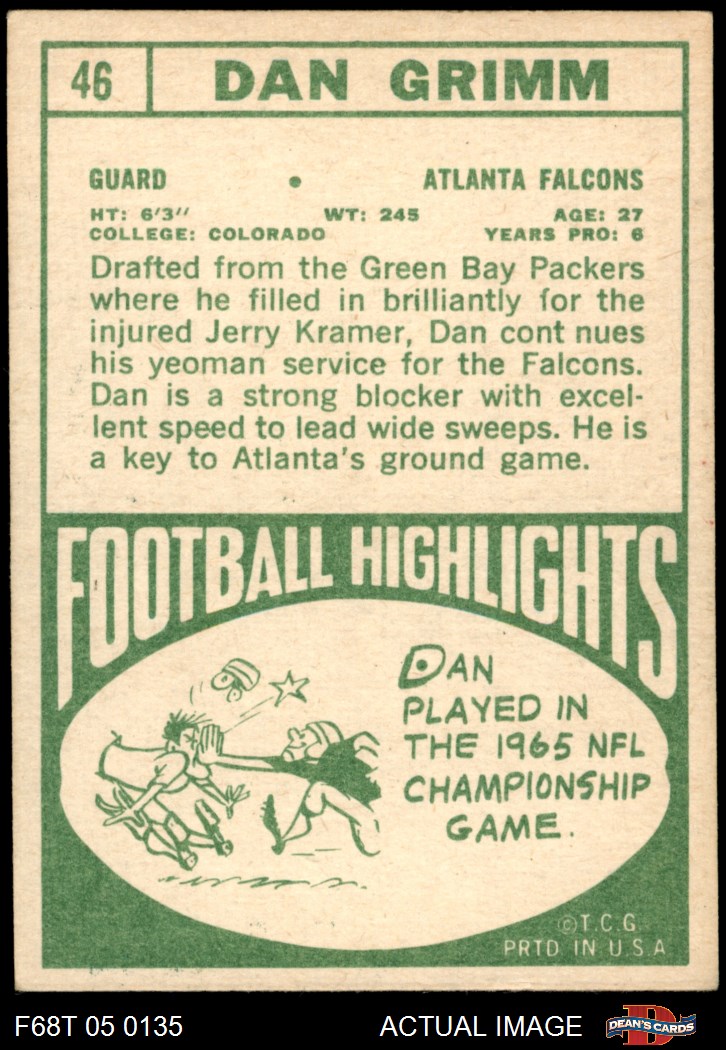 46 DAN GRIMM
GUARD • ATLANTA FALCONS
HT: 6'3" WT: 245 AGE: 27
COLLEGE: COLORADO YEARS PRO: 6
Drafted from the Green Bay Packers
where he filled in brilliantly for the
injured Jerry Kramer, Dan cont nues
his yeoman service for the Falcons.
Dan is a strong blocker with excel-
lent speed to lead wide sweeps. He is
a key to Atlanta's ground game.
FOOTBALL HIGHLIGHTS
DAN
PLAYED IN
THE 1965 NFL
CHAMPIONSHIP
GAME.
©T.C.G.
PRTD IN U.S.A
F68T 05 0135 ACTUAL IMAGE D DEAN'S CARDS